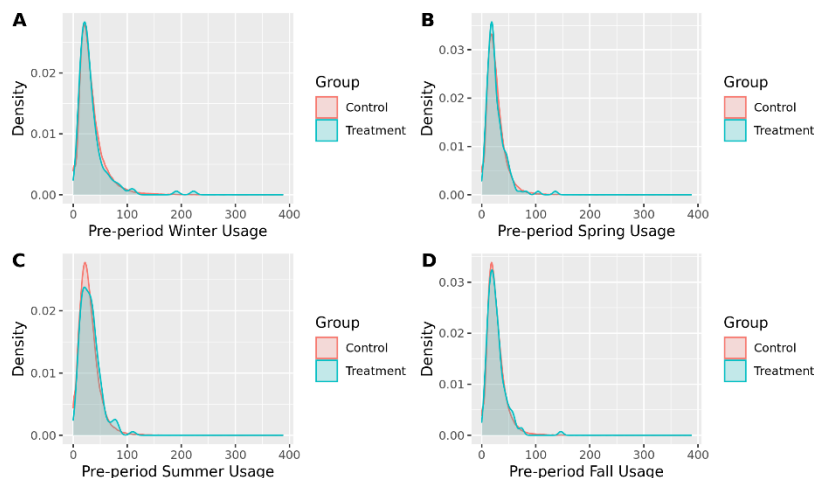 A
Density
0.02
0.01
0.00
0 100 200 300 400
Pre-period Winter Usage
Group
Control
Treatment
B
Density
0.03
0.02
0.01
0.00
0 100 200 300 400
Pre-period Spring Usage
Group
Control
Treatment
C
Density
0.02
0.01
0.00
0 100 200 300 400
Pre-period Summer Usage
Group
Control
Treatment
D
Density
0.03
0.02
0.01
0.00
0 100 200 300 400
Pre-period Fall Usage
Group
Control
Treatment